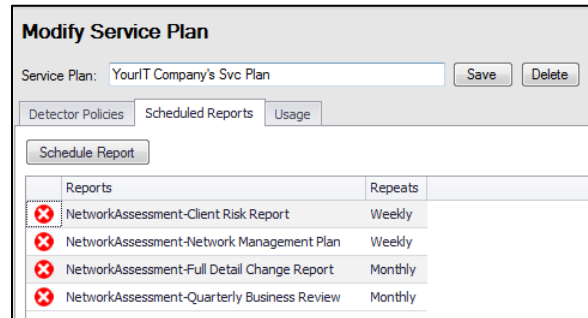 Modify Service Plan
Service Plan: YourIT Company's Svc Plan Save Delete
Detector Policies Scheduled Reports Usage
Schedule Report
Reports Repeats
NetworkAssessment-Client Risk Report Weekly
NetworkAssessment-Network Management Plan Weekly
NetworkAssessment-Full Detail Change Report Monthly
NetworkAssessment-Quarterly Business Review Monthly